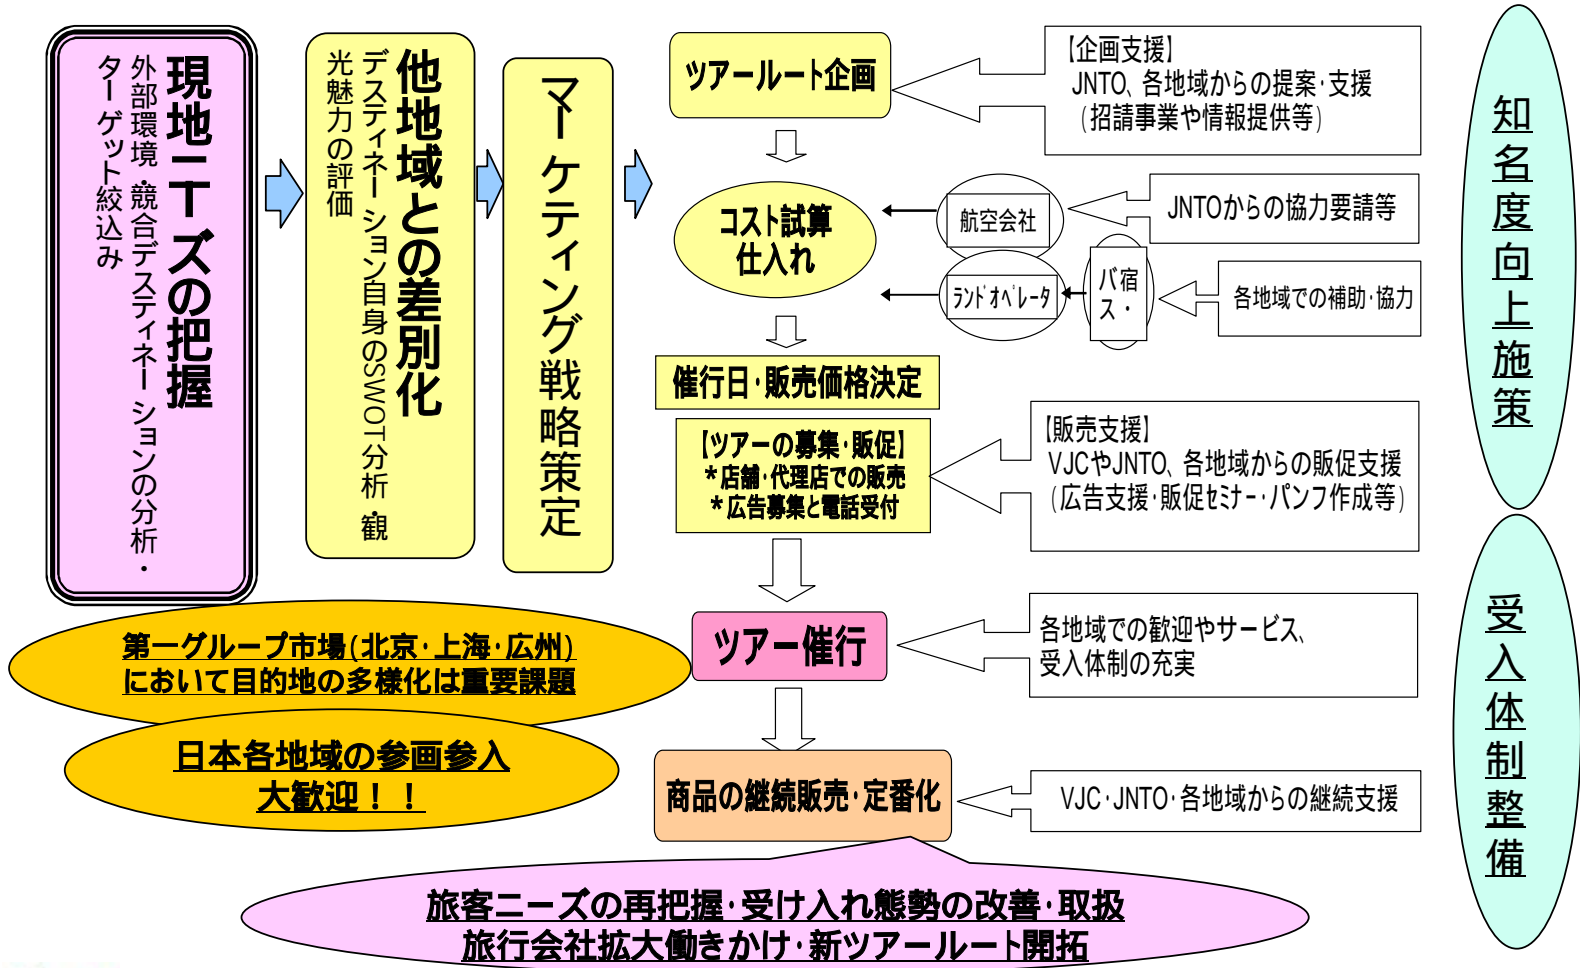 現地ニーズの把握
外部環境・競合デスティネーションの分析・
ターゲット絞込み
他地域との差別化
デスティネーション自身のSWOT分析・観
光魅力の評価
マーケティング戦略策定
ツアールート企画
【企画支援】
JNTO、各地域からの提案・支援
(招請事業や情報提供等)
コスト試算
仕入れ
航空会社
JNTOからの協力要請等
ランドオペレータ
宿・
バス
各地域での補助・協力
催行日・販売価格決定
【ツアーの募集・販促】
*店舗・代理店での販売
*広告募集と電話受付
【販売支援】
VJCやJNTO、各地域からの販促支援
(広告支援・販促セミナー・パンフ作成等)
ツアー催行
各地域での歓迎やサービス、
受入体制の充実
商品の継続販売・定番化
VJC・JNTO・各地域からの継続支援
第一グループ市場(北京・上海・広州)
において目的地の多様化は重要課題
日本各地域の参画参入
大歓迎！！
旅客ニーズの再把握・受け入れ態勢の改善・取扱
旅行会社拡大働きかけ・新ツアールート開拓
知名度向上施策
受入体制整備